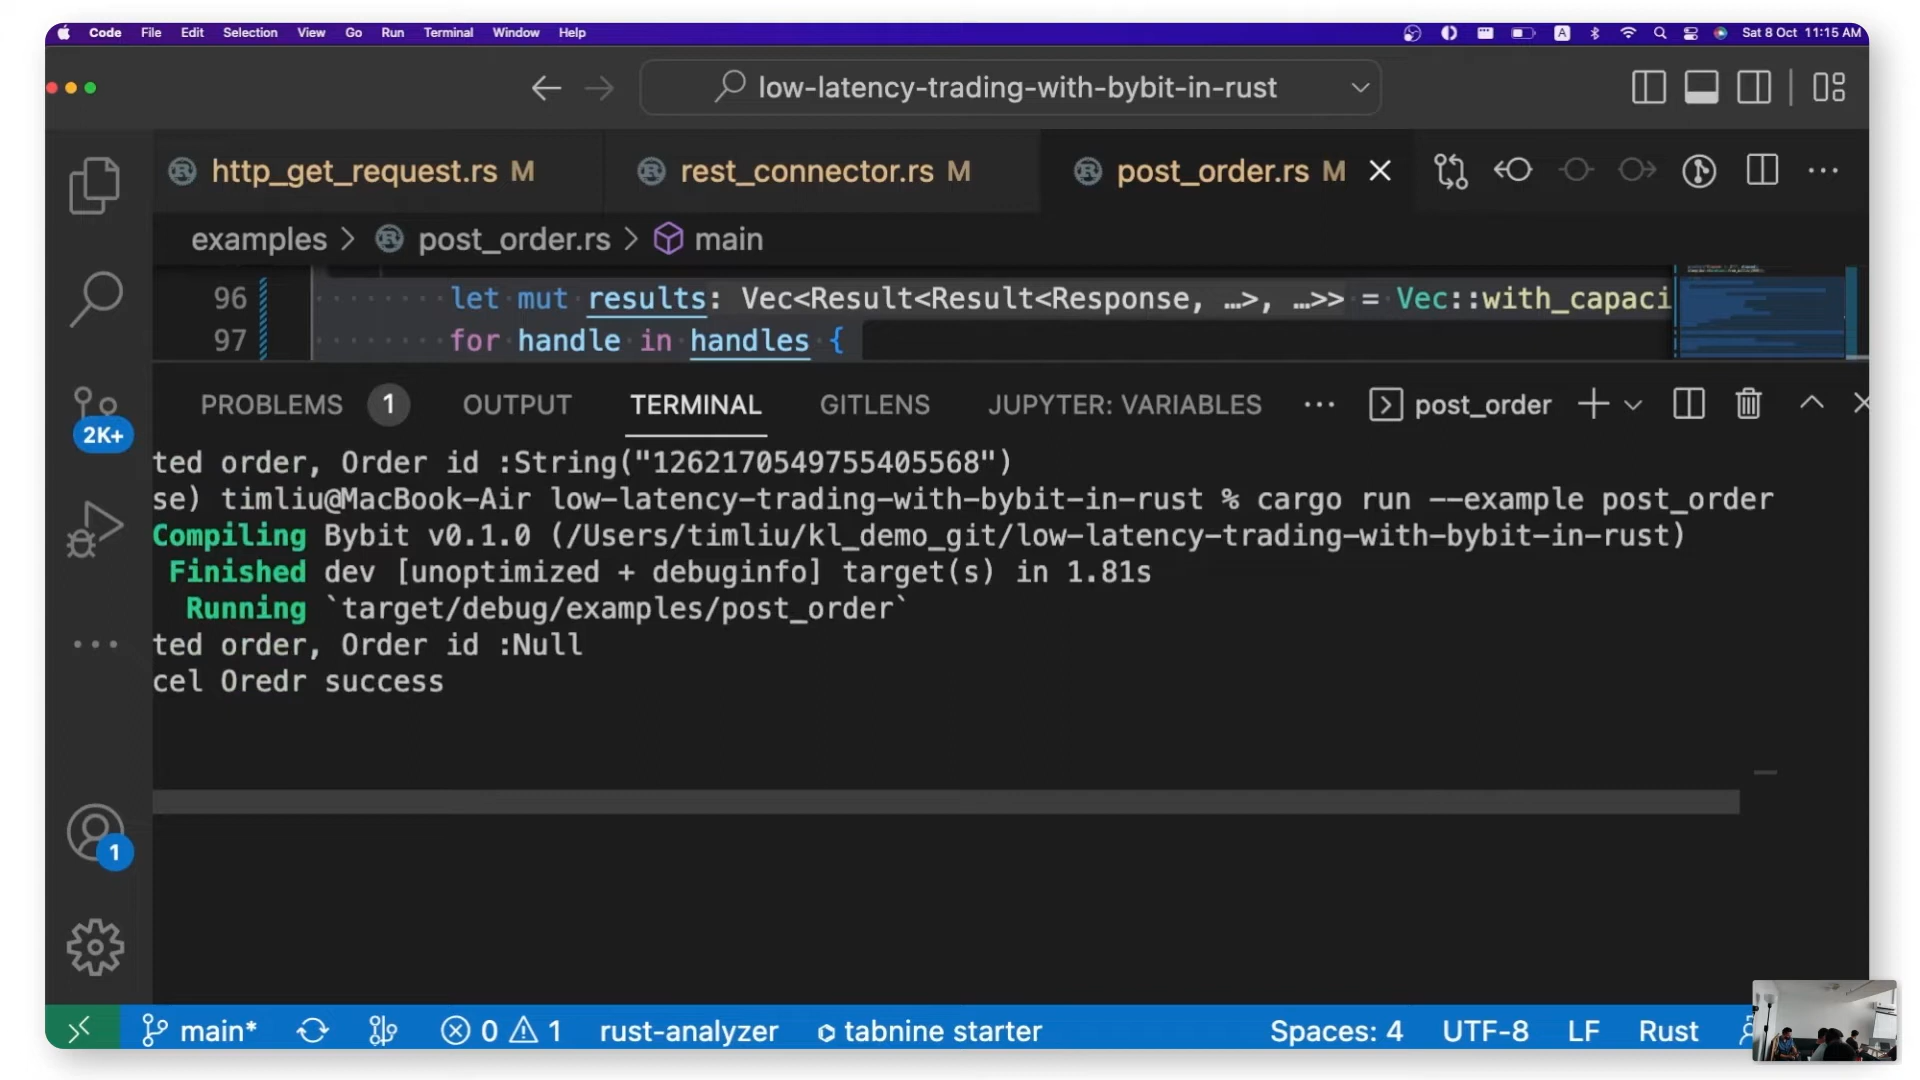 Code File Edit Selection View Go Run Terminal Window Help A Sat 8 Oct 11:15 AM
low-latency-trading-with-bybit-in-rust
http_get_request.rs M rest_connector.rs M post_order.rs M
examples > post_order.rs > main
96 let mut results: Vec<Result<Result<Response, …>, …>> = Vec::with_capaci
97 for handle in handles {
PROBLEMS 1 OUTPUT TERMINAL GITLENS JUPYTER: VARIABLES ··· post_order
2K+
ted order, Order id :String("1262170549755405568")
se) timliu@MacBook-Air low-latency-trading-with-bybit-in-rust % cargo run --example post_order
Compiling Bybit v0.1.0 (/Users/timliu/kl_demo_git/low-latency-trading-with-bybit-in-rust)
Finished dev [unoptimized + debuginfo] target(s) in 1.81s
Running `target/debug/examples/post_order`
ted order, Order id :Null
cel Oredr success
1
main* 0 1 rust-analyzer tabnine starter Spaces: 4 UTF-8 LF Rust